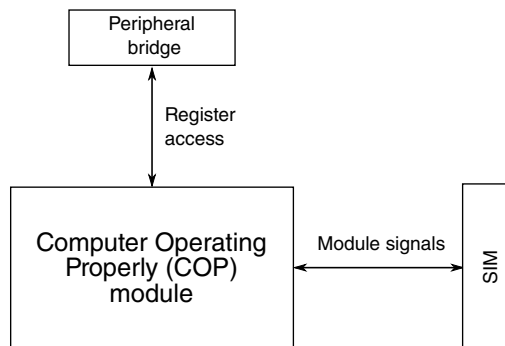 Peripheral
bridge
Register
access
Computer Operating
Properly (COP)
module
Module signals
SIM